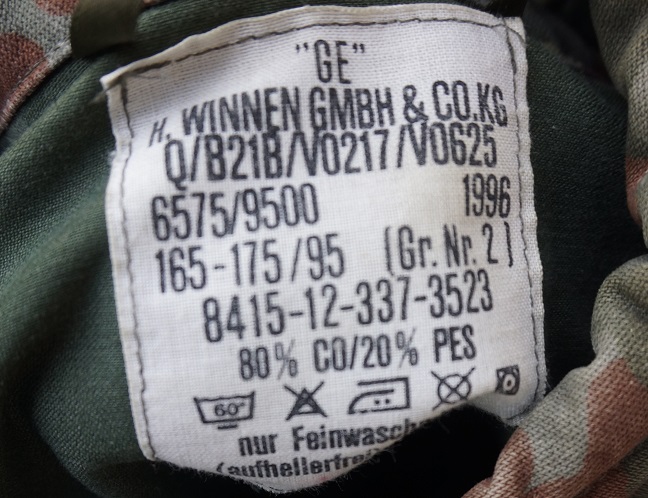 "GE"
H. WINNEN GMBH & CO.KG
Q/B21B/V0217/V0625
6575/9500 1996
165-175/95 (Gr. Nr. 2)
8415-12-337-3523
80% CO/20% PES
60°
nur Feinwasch
(aufhellerfrei